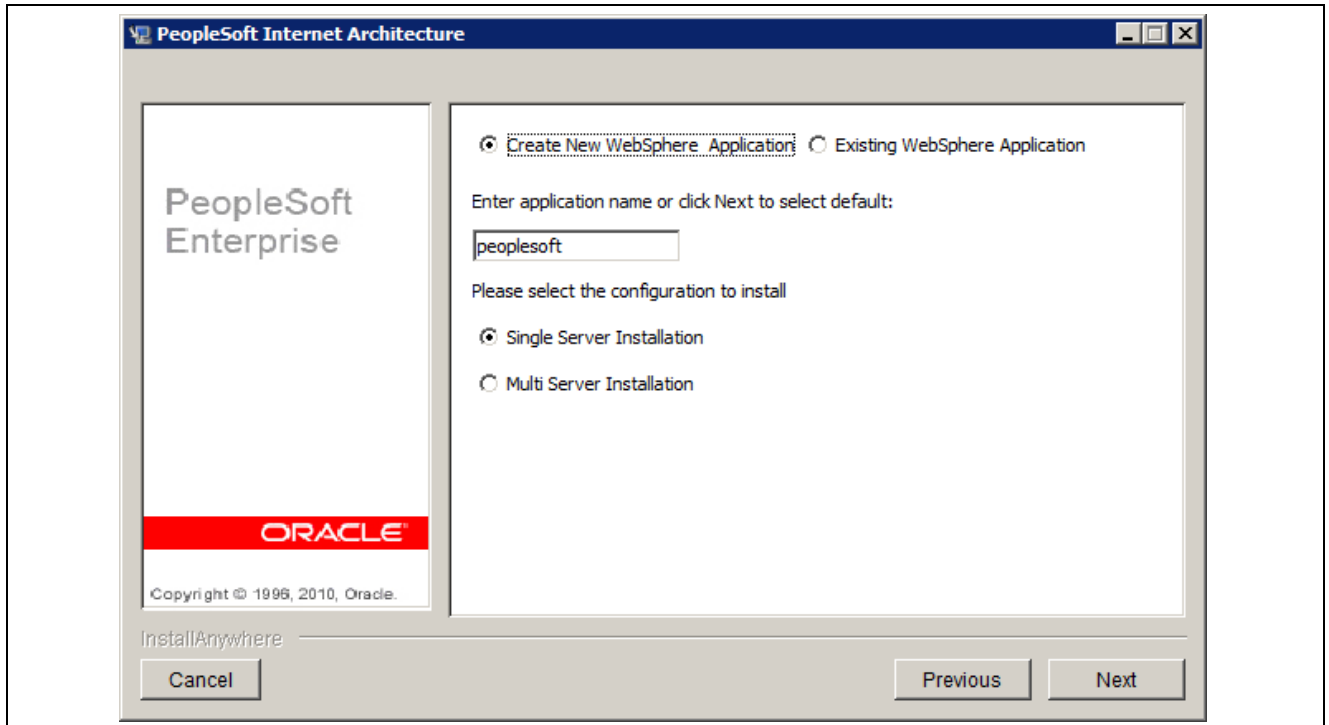 PeopleSoft Internet Architecture
Create New WebSphere Application Existing WebSphere Application
PeopleSoft
Enterprise
Enter application name or click Next to select default:
peoplesoft
Please select the configuration to install
Single Server Installation
Multi Server Installation
ORACLE
Copyright © 1996, 2010, Oracle.
InstallAnywhere
Cancel Previous Next